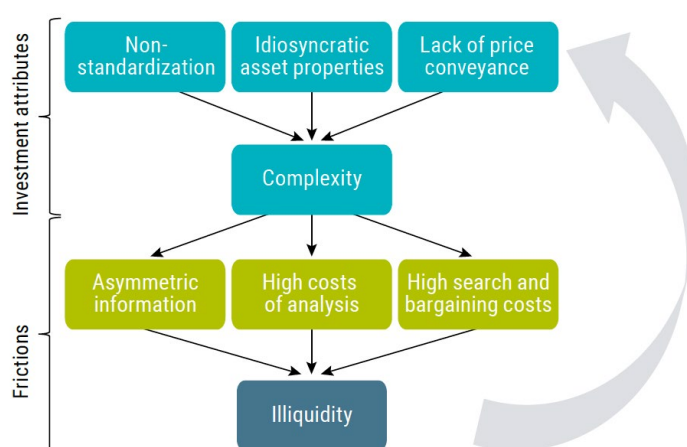 Investment attributes
Non-
standardization
Idiosyncratic
asset properties
Lack of price
conveyance
Complexity
Frictions
Asymmetric
information
High costs
of analysis
High search and
bargaining costs
Illiquidity